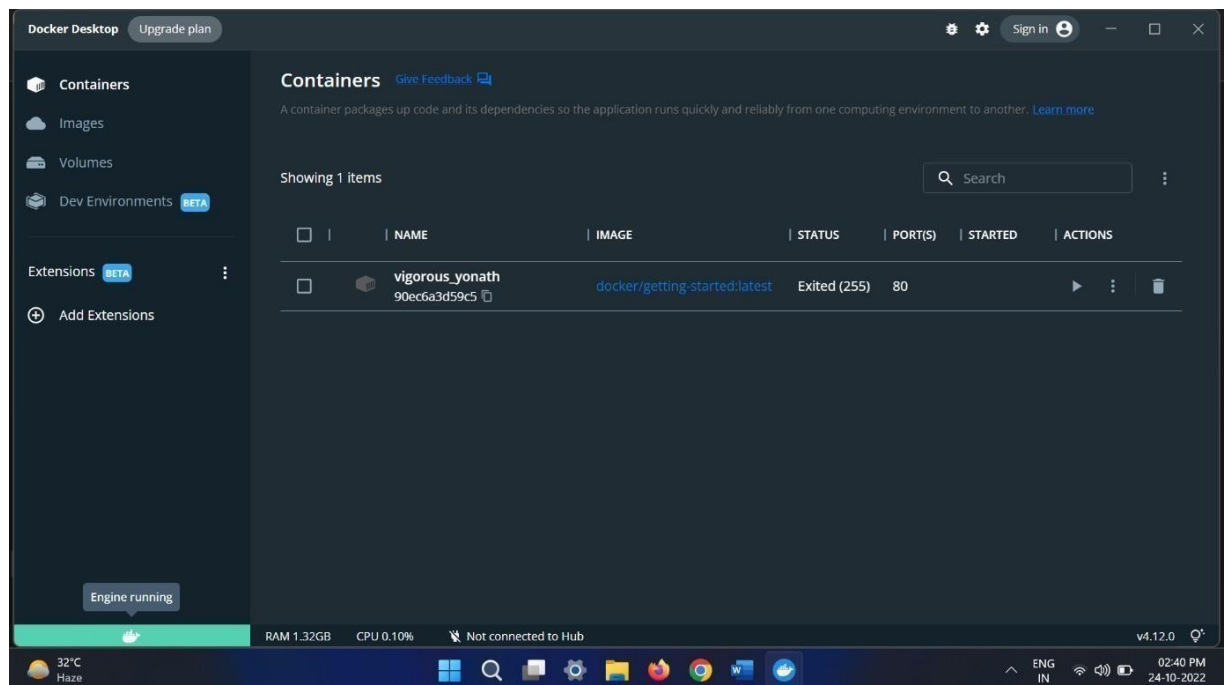 Docker Desktop Upgrade plan Sign in
Containers
Images
Volumes
Dev Environments BETA
Extensions BETA
Add Extensions
Containers Give Feedback
A container packages up code and its dependencies so the application runs quickly and reliably from one computing environment to another. Learn more
Showing 1 items Search
NAME IMAGE STATUS PORT(S) STARTED ACTIONS
vigorous_yonath docker/getting-started:latest Exited (255) 80
90ec6a3d59c5
Engine running
RAM 1.32GB CPU 0.10% Not connected to Hub v4.12.0
32°C ENG 02:40 PM
Haze IN 24-10-2022
W